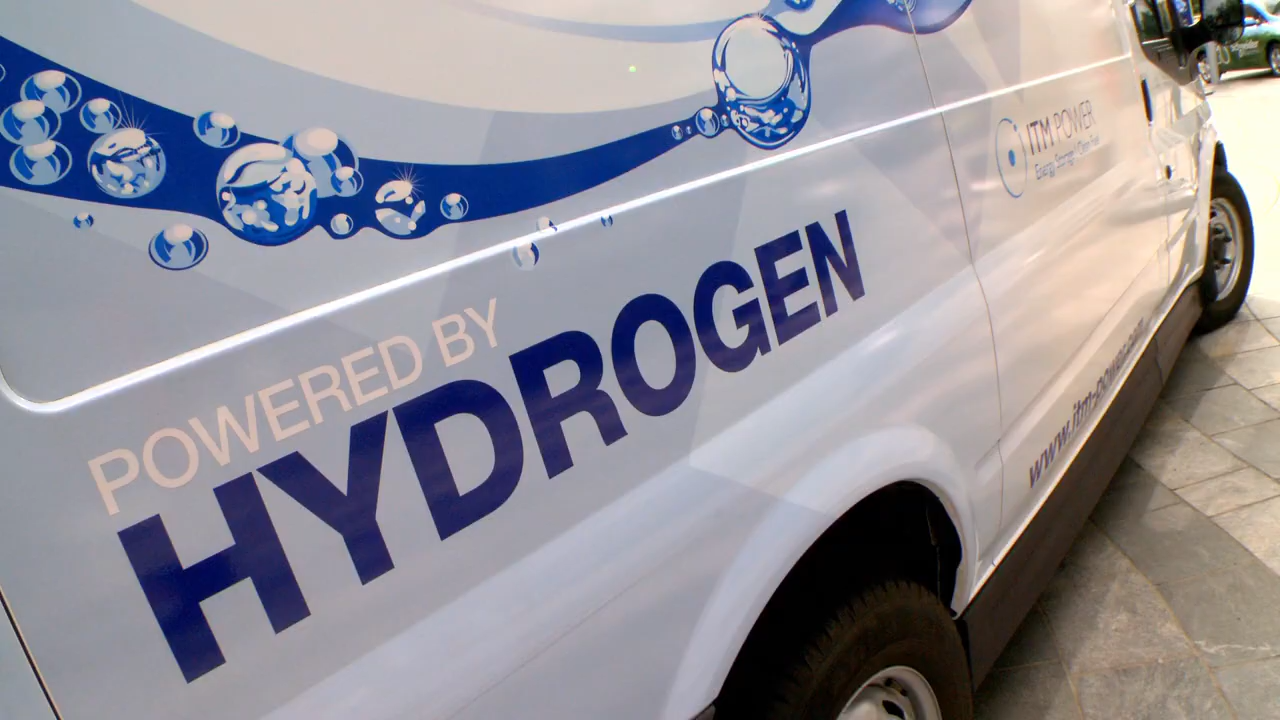 POWERED BY
HYDROGEN
ITM POWER
Energy Storage | Clean Fuel
www.itm-power.com